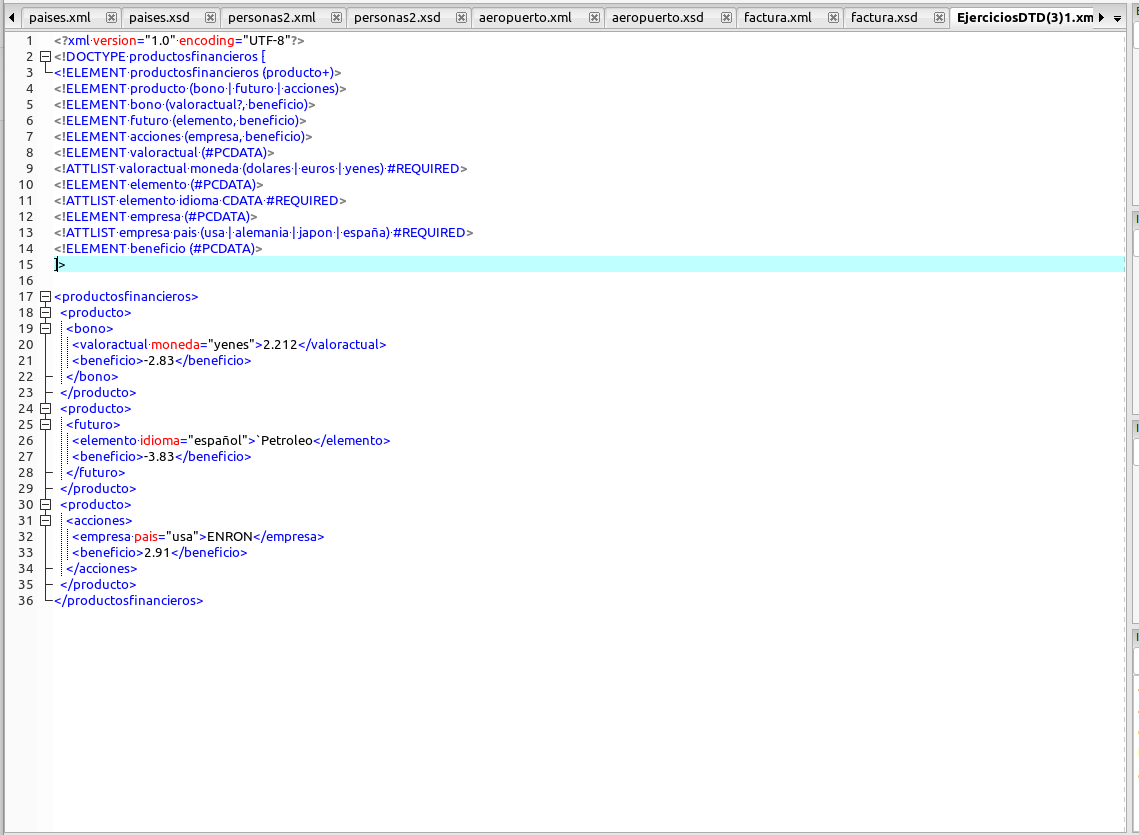 paises.xml paises.xsd personas2.xml personas2.xsd aeropuerto.xml aeropuerto.xsd factura.xml factura.xsd EjerciciosDTD(3)1.xm
1 <?xml version="1.0" encoding="UTF-8"?>
2 <!DOCTYPE productosfinancieros [
3 <!ELEMENT productosfinancieros (producto+)>
4 <!ELEMENT producto (bono | futuro | acciones)>
5 <!ELEMENT bono (valoractual?, beneficio)>
6 <!ELEMENT futuro (elemento, beneficio)>
7 <!ELEMENT acciones (empresa, beneficio)>
8 <!ELEMENT valoractual (#PCDATA)>
9 <!ATTLIST valoractual moneda (dolares | euros | yenes) #REQUIRED>
10 <!ELEMENT elemento (#PCDATA)>
11 <!ATTLIST elemento idioma CDATA #REQUIRED>
12 <!ELEMENT empresa (#PCDATA)>
13 <!ATTLIST empresa pais (usa | alemania | japon | españa) #REQUIRED>
14 <!ELEMENT beneficio (#PCDATA)>
15 ]>
16
17 <productosfinancieros>
18 <producto>
19 <bono>
20 <valoractual moneda="yenes">2.212</valoractual>
21 <beneficio>-2.83</beneficio>
22 </bono>
23 </producto>
24 <producto>
25 <futuro>
26 <elemento idioma="español">`Petroleo</elemento>
27 <beneficio>-3.83</beneficio>
28 </futuro>
29 </producto>
30 <producto>
31 <acciones>
32 <empresa pais="usa">ENRON</empresa>
33 <beneficio>2.91</beneficio>
34 </acciones>
35 </producto>
36 </productosfinancieros>